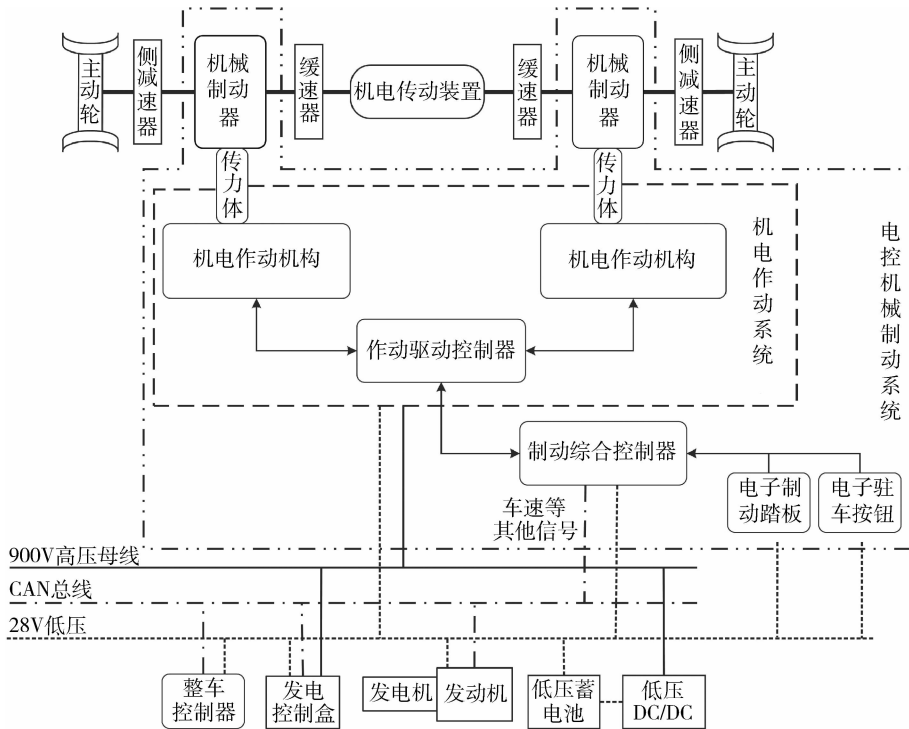 主动轮
侧减速器
机械
制动
器
缓速器
机电传动装置
缓速器
机械
制动
器
侧减速器
主动轮
传力体
传力体
机电作动机构
机电作动机构
机电作动系统
电控机械制动系统
作动驱动控制器
制动综合控制器
电子制
动踏板
电子驻
车按钮
车速等
其他信号
900V高压母线
CAN总线
28V低压
整车
控制器
发电
控制盒
发电机
发动机
低压蓄
电池
低压
DC/DC